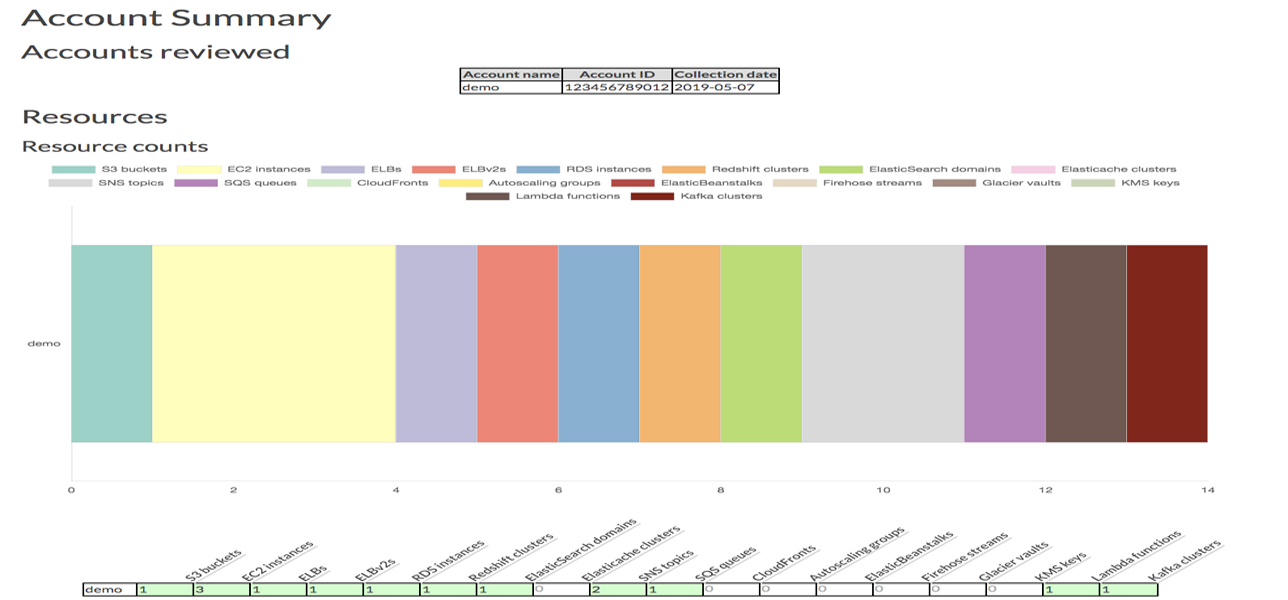 Account Summary
Accounts reviewed
Account name Account ID Collection date
demo 123456789012 2019-05-07
Resources
Resource counts
S3 buckets EC2 instances ELBs ELBv2s RDS instances Redshift clusters ElasticSearch domains Elasticache clusters
SNS topics SQS queues CloudFronts Autoscaling groups ElasticBeanstalks Firehose streams Glacier vaults KMS keys
Lambda functions Kafka clusters
demo
0 2 4 6 8 10 12 14
S3 buckets EC2 instances ELBs ELBv2s RDS instances Redshift clusters ElasticSearch domains Elasticache clusters SNS topics SQS queues CloudFronts Autoscaling groups ElasticBeanstalks Firehose streams Glacier vaults KMS keys Lambda functions Kafka clusters
demo 1 3 1 1 1 1 1 0 2 1 0 0 0 0 0 0 1 1